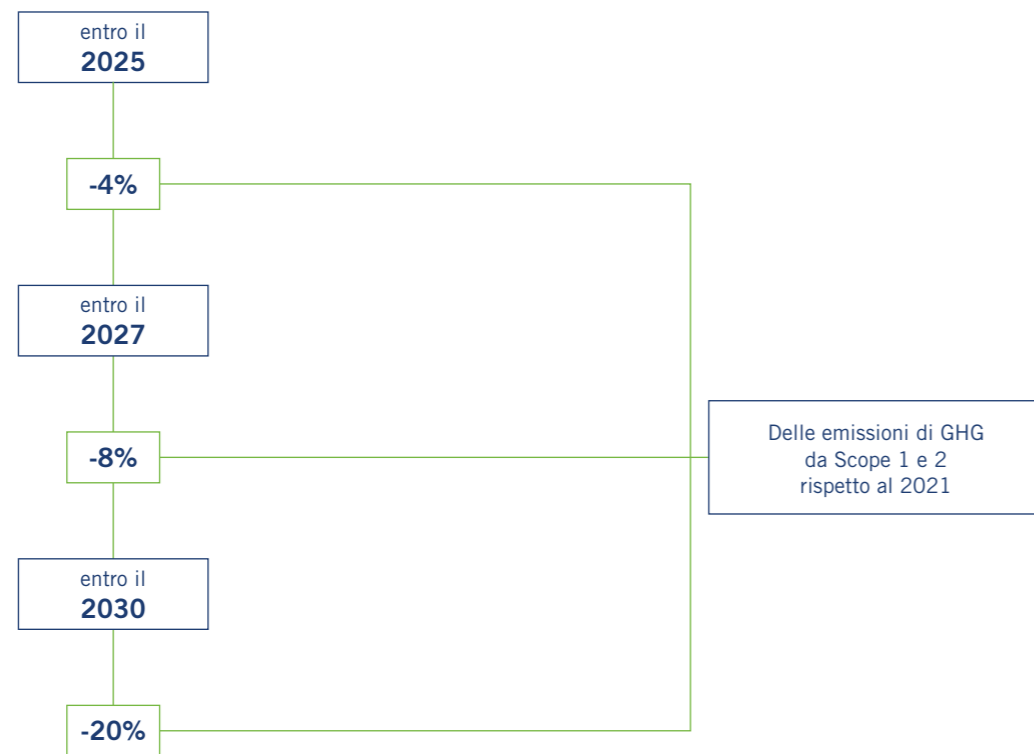 entro il
2025
-4%
entro il
2027
-8%
Delle emissioni di GHG
da Scope 1 e 2
rispetto al 2021
entro il
2030
-20%